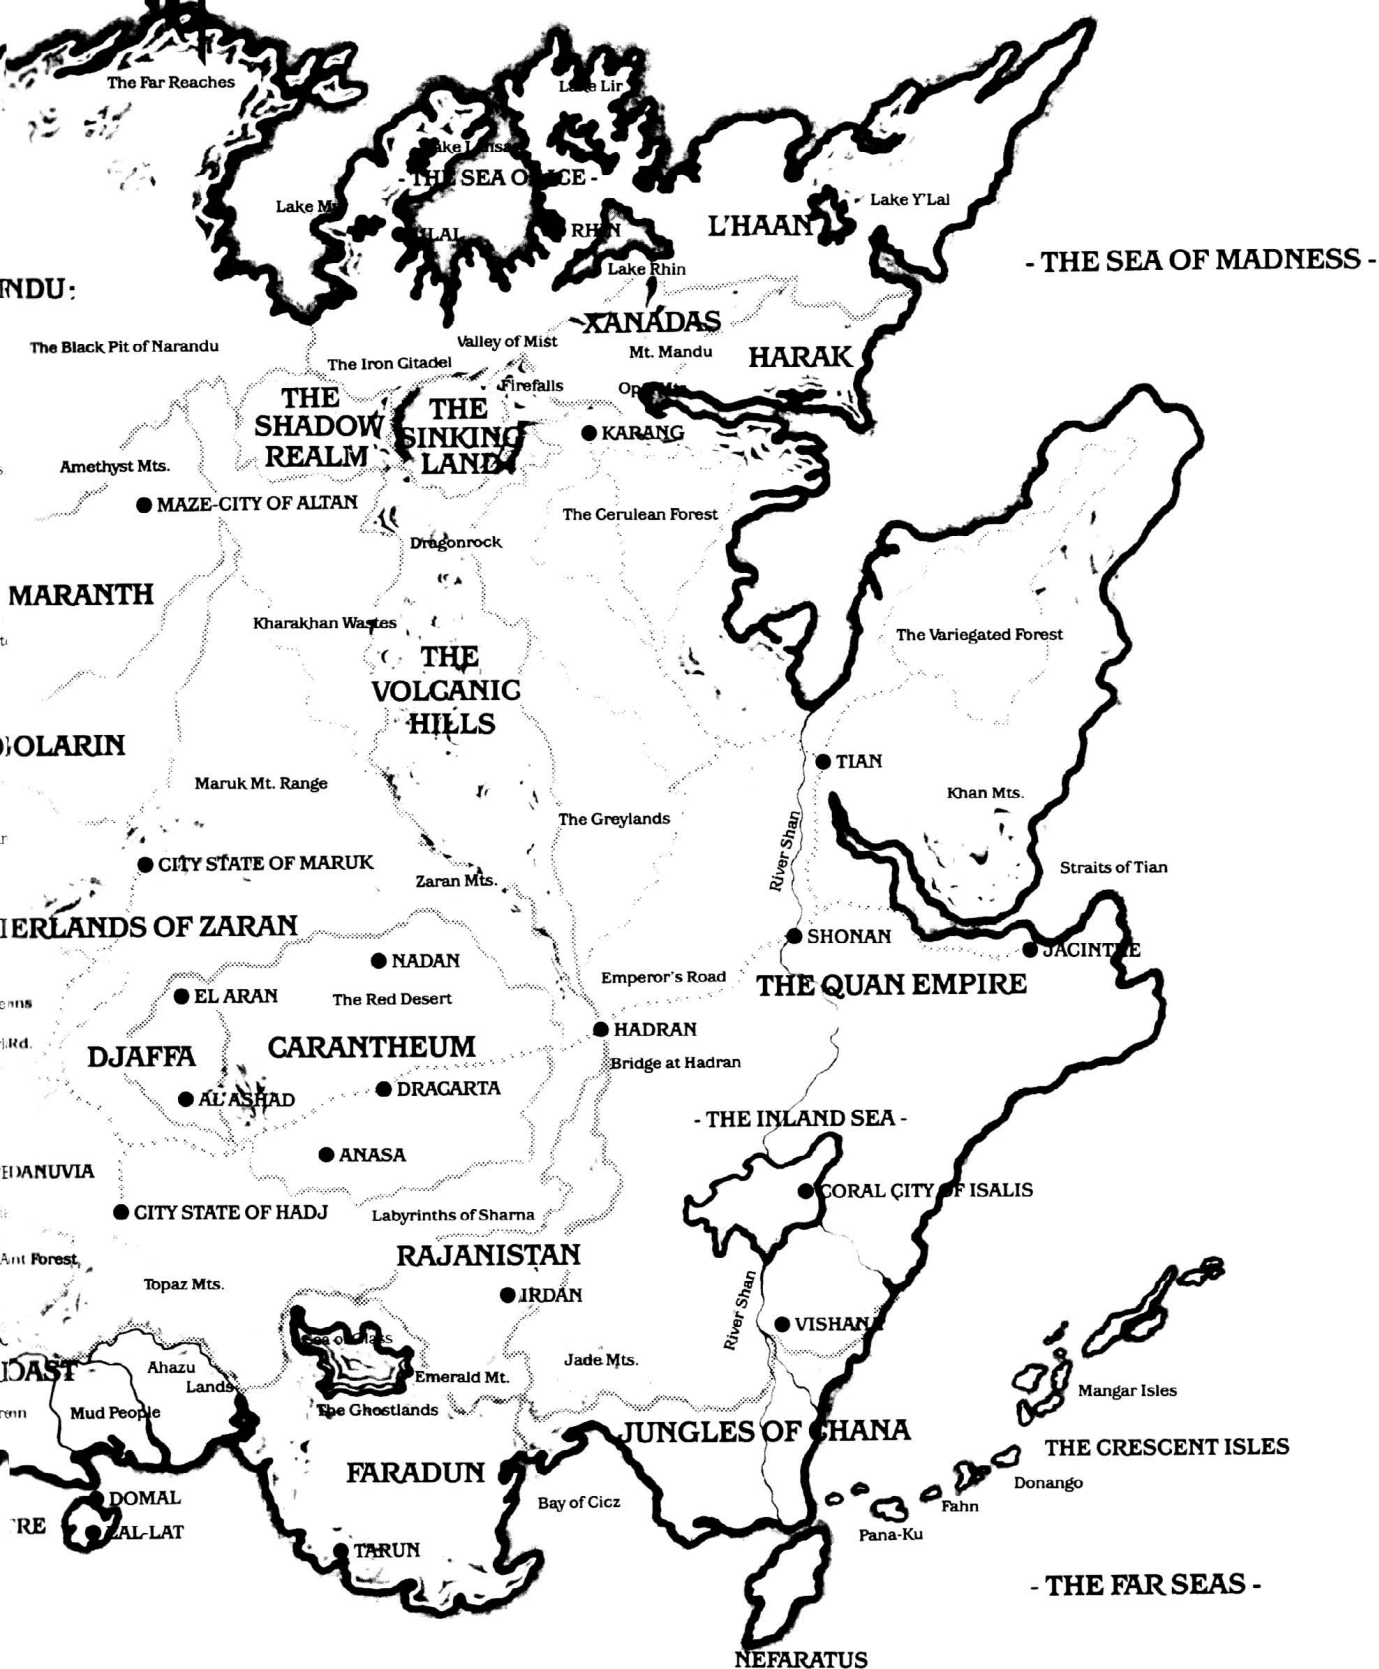 The Far Reaches
Lake Lir
- THE SEA OF ICE -
Lake Y'Lal
L'HAAN
RHIN
Lake Rhin
- THE SEA OF MADNESS -
XANADAS
The Black Pit of Narandu
The Iron Citadel
Valley of Mist
Mt. Mandu
HARAK
Firefalls
THE
SHADOW
REALM
THE
SINKING
LAND
KARANG
Amethyst Mts.
MAZE-CITY OF ALTAN
The Cerulean Forest
Dragonrock
MARANTH
Kharakhan Wastes
The Variegated Forest
THE
VOLCANIC
HILLS
TIAN
Maruk Mt. Range
Khan Mts.
The Greylands
River Shan
CITY STATE OF MARUK
Zaran Mts.
Straits of Tian
OF ZARAN
SHONAN
JACINTHE
NADAN
Emperor's Road
THE QUAN EMPIRE
EL ARAN
The Red Desert
HADRAN
DJAFFA
CARANTHEUM
Bridge at Hadran
DRACARTA
AL'ASHAD
- THE INLAND SEA -
ANASA
CORAL CITY OF ISALIS
CITY STATE OF HADJ
Labyrinths of Sharna
Ant Forest
RAJANISTAN
Topaz Mts.
IRDAN
River Shan
VISHANA
Sea of Glass
Jade Mts.
Ahazu
Lands
Emerald Mt.
Mangar Isles
Mud People
The Ghostlands
JUNGLES OF CHANA
THE CRESCENT ISLES
FARADUN
Donango
DOMAL
Bay of Cicz
Fahn
Pana-Ku
TARUN
- THE FAR SEAS -
NEFARATUS